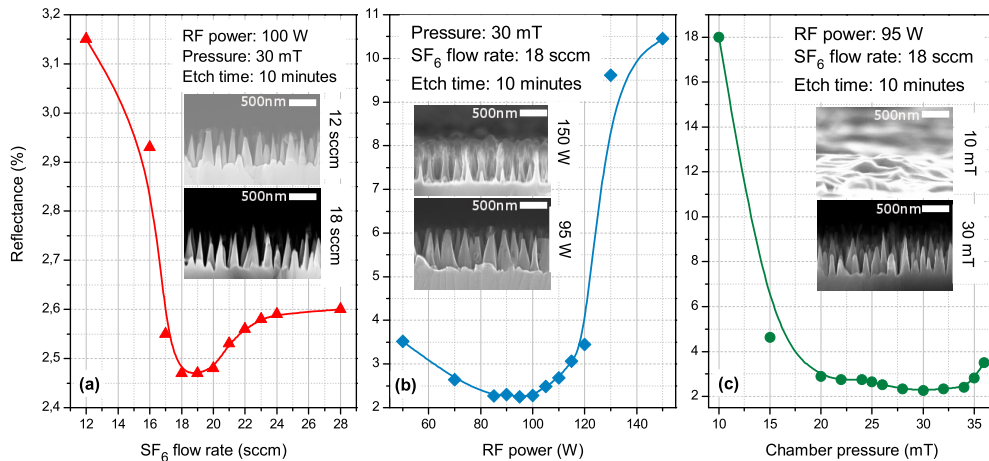 Reflectance (%)
3,2
3,1
3,0
2,9
2,8
2,7
2,6
2,5
2,4
RF power: 100 W
Pressure: 30 mT
Etch time: 10 minutes
500nm
12 sccm
500nm
18 sccm
(a)
12 14 16 18 20 22 24 26 28
SF6 flow rate (sccm)
11
10
9
8
7
6
5
4
3
2
Pressure: 30 mT
SF6 flow rate: 18 sccm
Etch time: 10 minutes
500nm
150 W
500nm
95 W
(b)
60 80 100 120 140
RF power (W)
18
16
14
12
10
8
6
4
2
RF power: 95 W
SF6 flow rate: 18 sccm
Etch time: 10 minutes
500nm
10 mT
500nm
30 mT
(c)
10 15 20 25 30 35
Chamber pressure (mT)